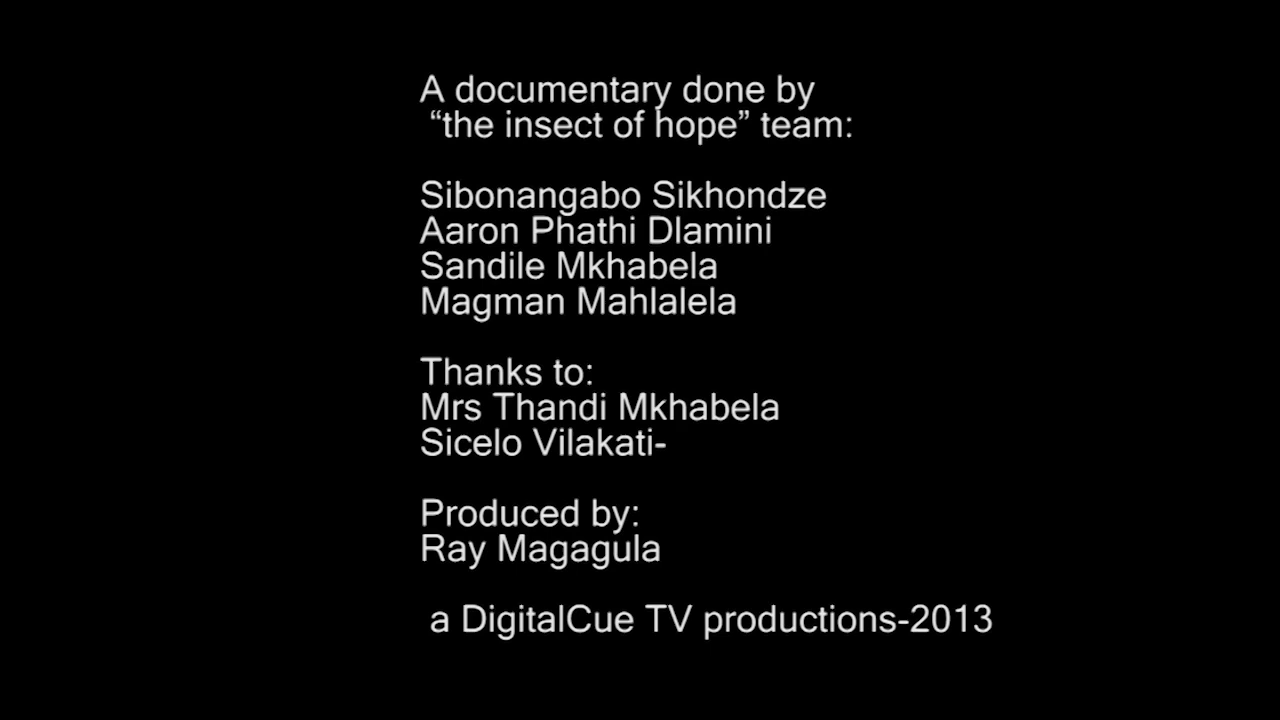 A documentary done by
“the insect of hope” team:
Sibonangabo Sikhondze
Aaron Phathi Dlamini
Sandile Mkhabela
Magman Mahlalela
Thanks to:
Mrs Thandi Mkhabela
Sicelo Vilakati-
Produced by:
Ray Magagula
a DigitalCue TV productions-2013